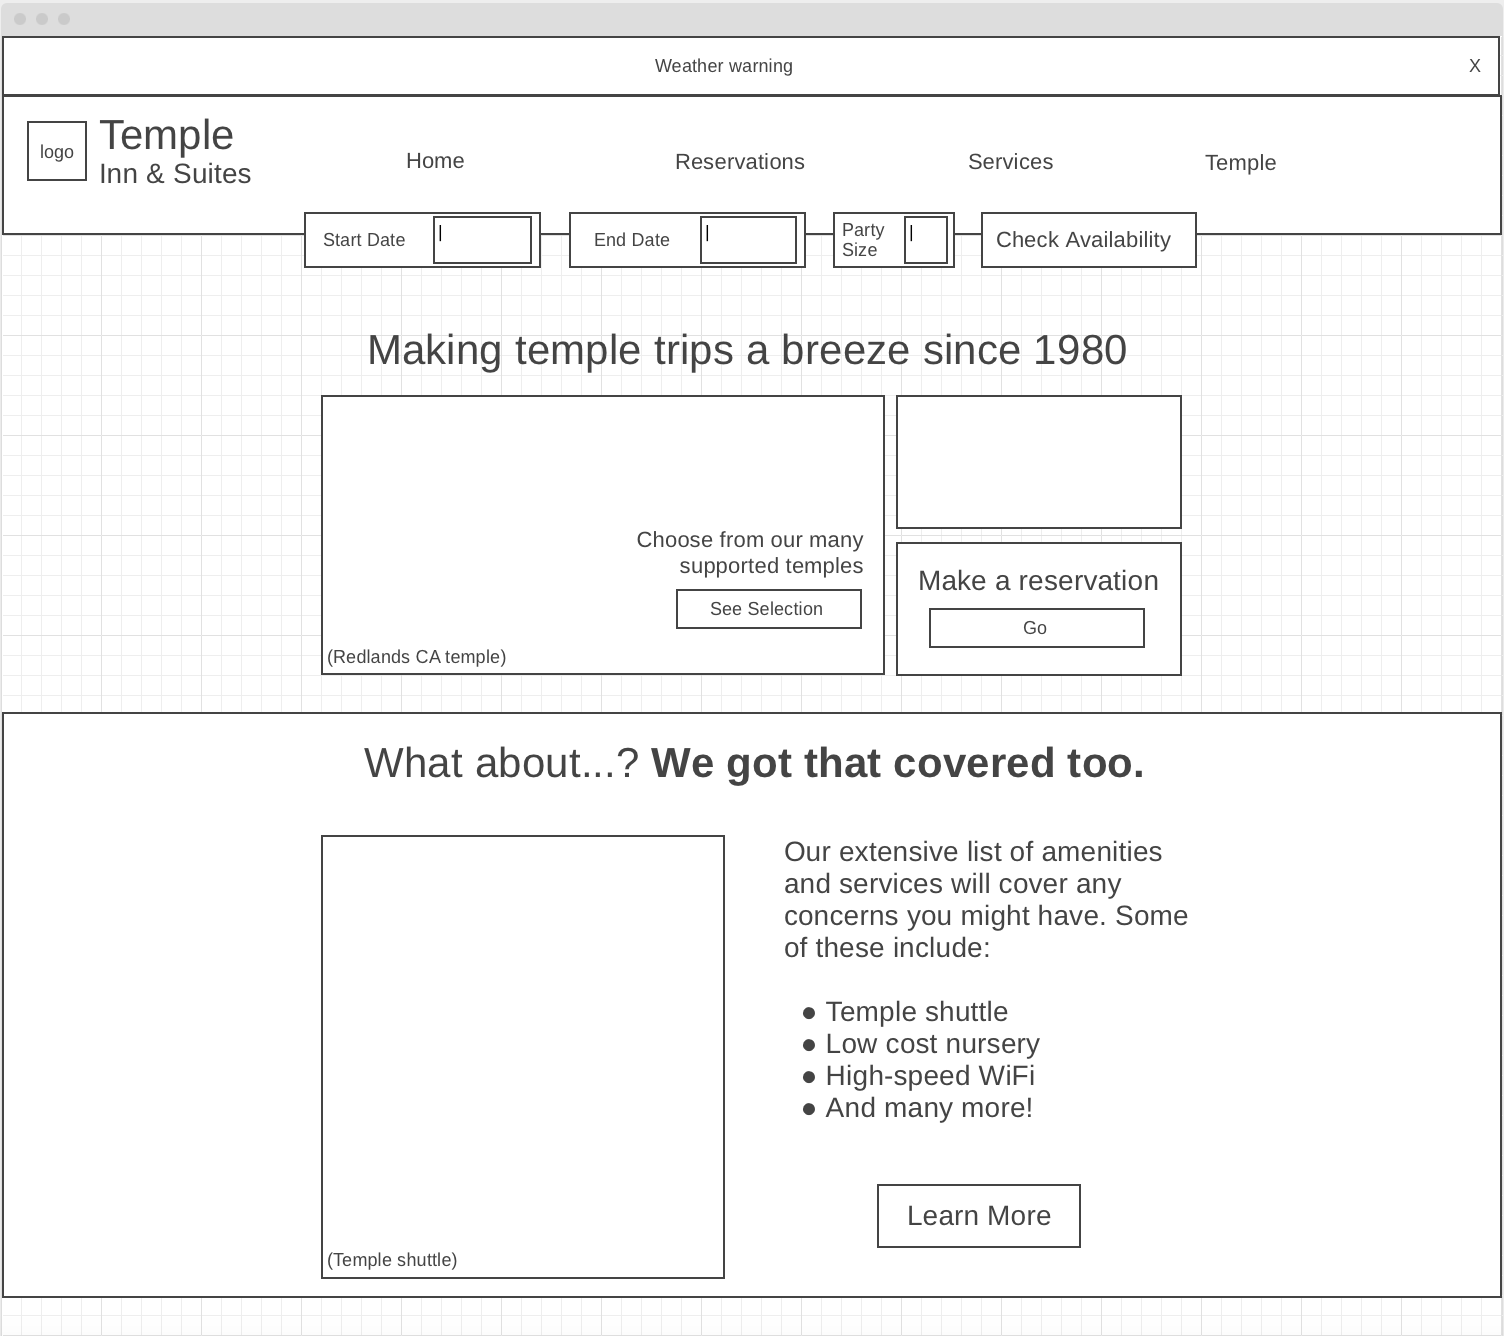 Weather warning
X
logo
Temple
Inn & Suites
Home
Reservations
Services
Temple
Start Date
End Date
Party
Size
Check Availability
Making temple trips a breeze since 1980
Choose from our many
supported temples
See Selection
(Redlands CA temple)
Make a reservation
Go
What about...? We got that covered too.
Our extensive list of amenities
and services will cover any
concerns you might have. Some
of these include:
● Temple shuttle
● Low cost nursery
● High-speed WiFi
● And many more!
Learn More
(Temple shuttle)